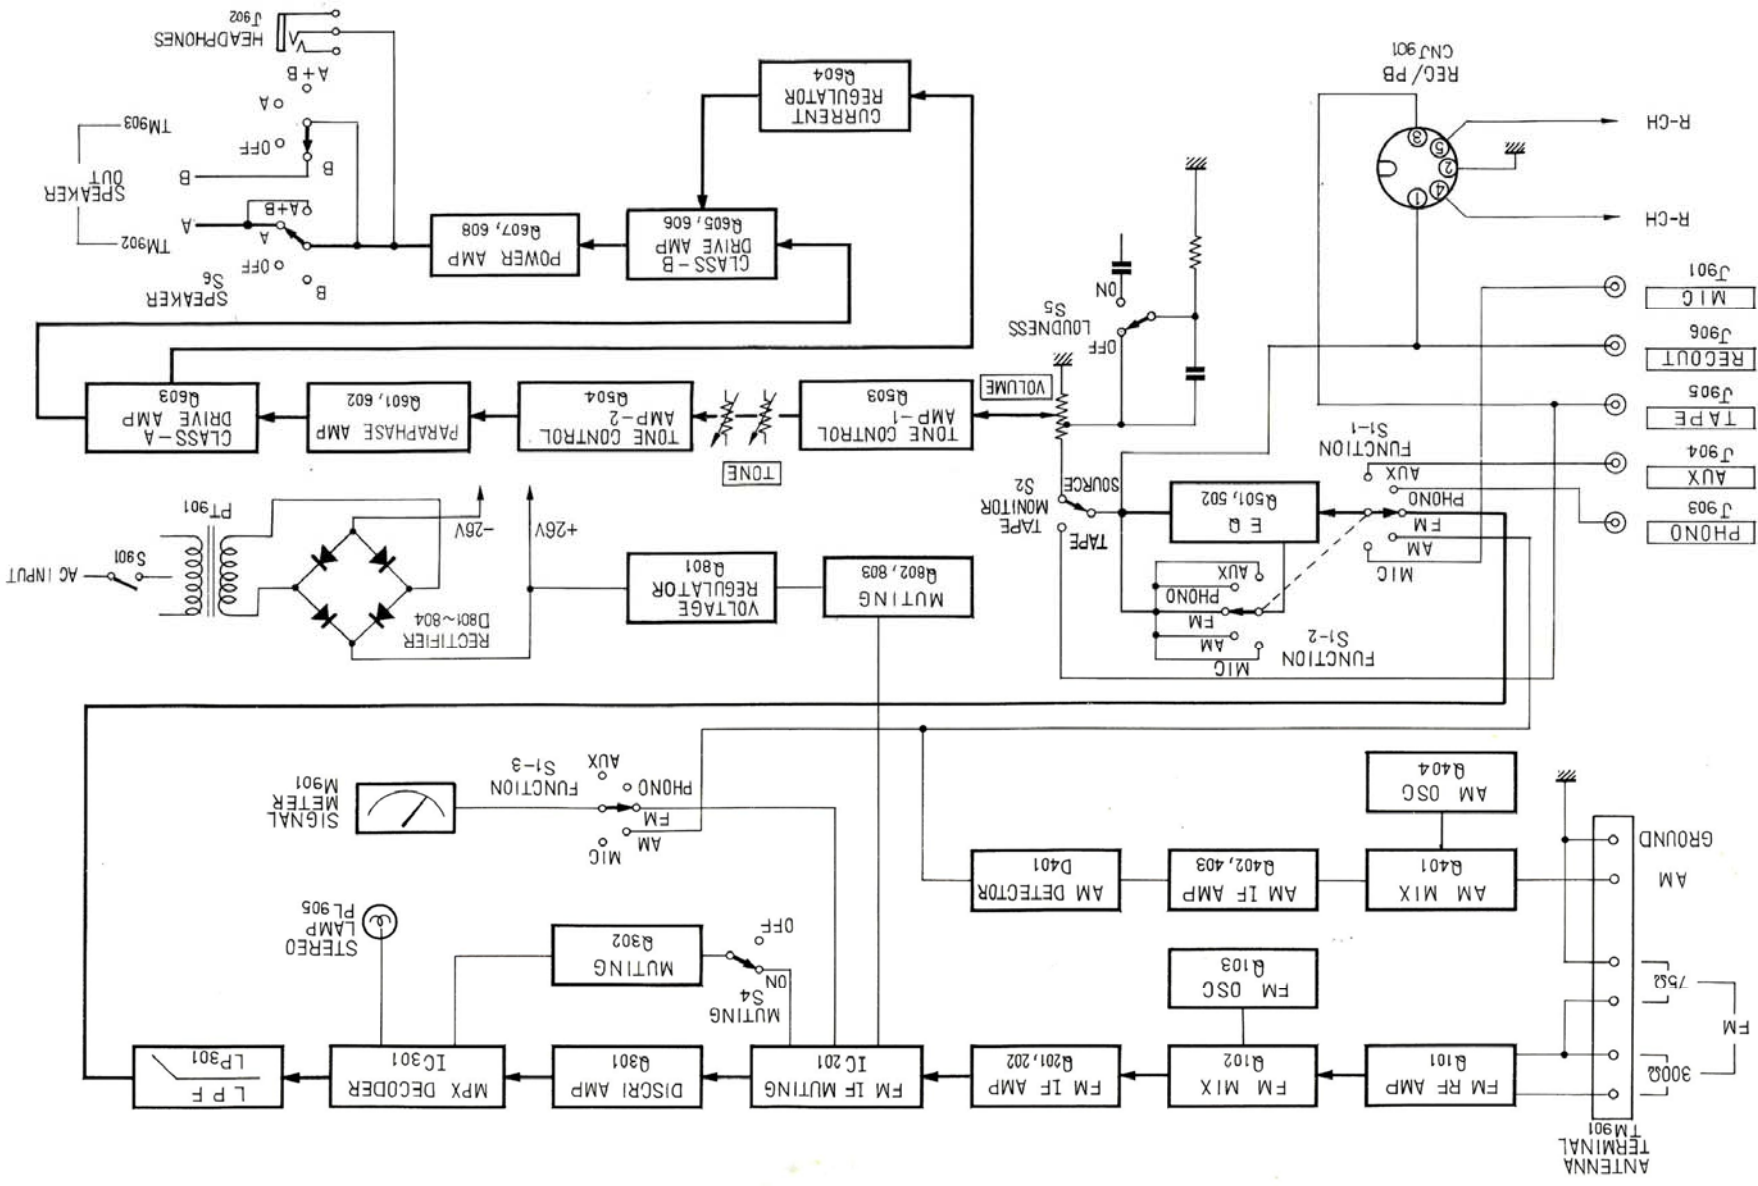 ANTENNA
TERMINAL
TM901
FM
300Ω
75Ω
AM
GROUND
FM RF AMP
Q101
FM MIX
Q102
FM OSC
Q103
FM IF AMP
Q201,202
FM IF MUTING
IC201
DISCRI AMP
Q301
MPX DECODER
IC301
LPF
LP301
MUTING
S4
ON
OFF
MUTING
Q302
STEREO
LAMP
PL905
AM MIX
Q401
AM OSC
Q404
AM IF AMP
Q402,403
AM DETECTOR
D401
MIC
AM
FM
PHONO
AUX
FUNCTION
S1-3
SIGNAL
METER
M901
PHONO
J903
AUX
J904
TAPE
J905
REC OUT
J906
MIC
J901
R-CH
R-CH
1
4
2
5
3
REC/PB
CNJ901
FUNCTION
S1-2
MIC
AM
FM
PHONO
AUX
MIC
AM
FM
PHONO
AUX
FUNCTION
S1-1
EQ
Q501,502
TAPE
TAPE
MONITOR
S2
SOURCE
MUTING
Q802,803
VOLTAGE
REGULATOR
Q801
+26V
-26V
RECTIFIER
D801~804
PT901
S901
AC INPUT
VOLUME
OFF
LOUDNESS
S5
ON
TONE CONTROL
AMP-1
Q503
TONE
TONE CONTROL
AMP-2
Q504
PARAPHASE AMP
Q601,602
CLASS-A
DRIVE AMP
Q603
CURRENT
REGULATOR
Q604
CLASS-B
DRIVE AMP
Q605,606
POWER AMP
Q607,608
SPEAKER
S6
B
OFF
A
A+B
TM902
A
SPEAKER
OUT
B
TM903
B
OFF
A
A+B
HEADPHONES
J902